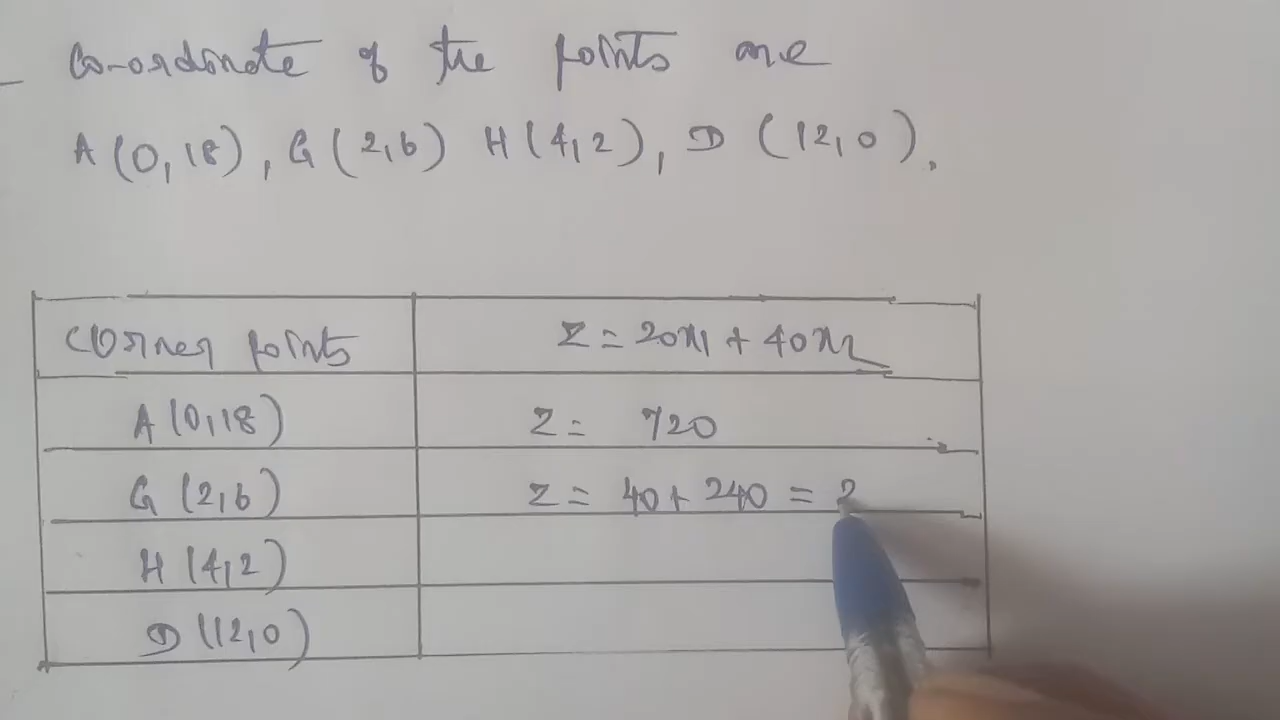 Co-ordinate of the points are
A (0,18), G (2,6) H (4,2), D (12,0).
Corner points Z = 20x1 + 40x2
A (0,18) Z = 720
G (2,6) Z = 40 + 240 = 2
H (4,2)
D (12,0)